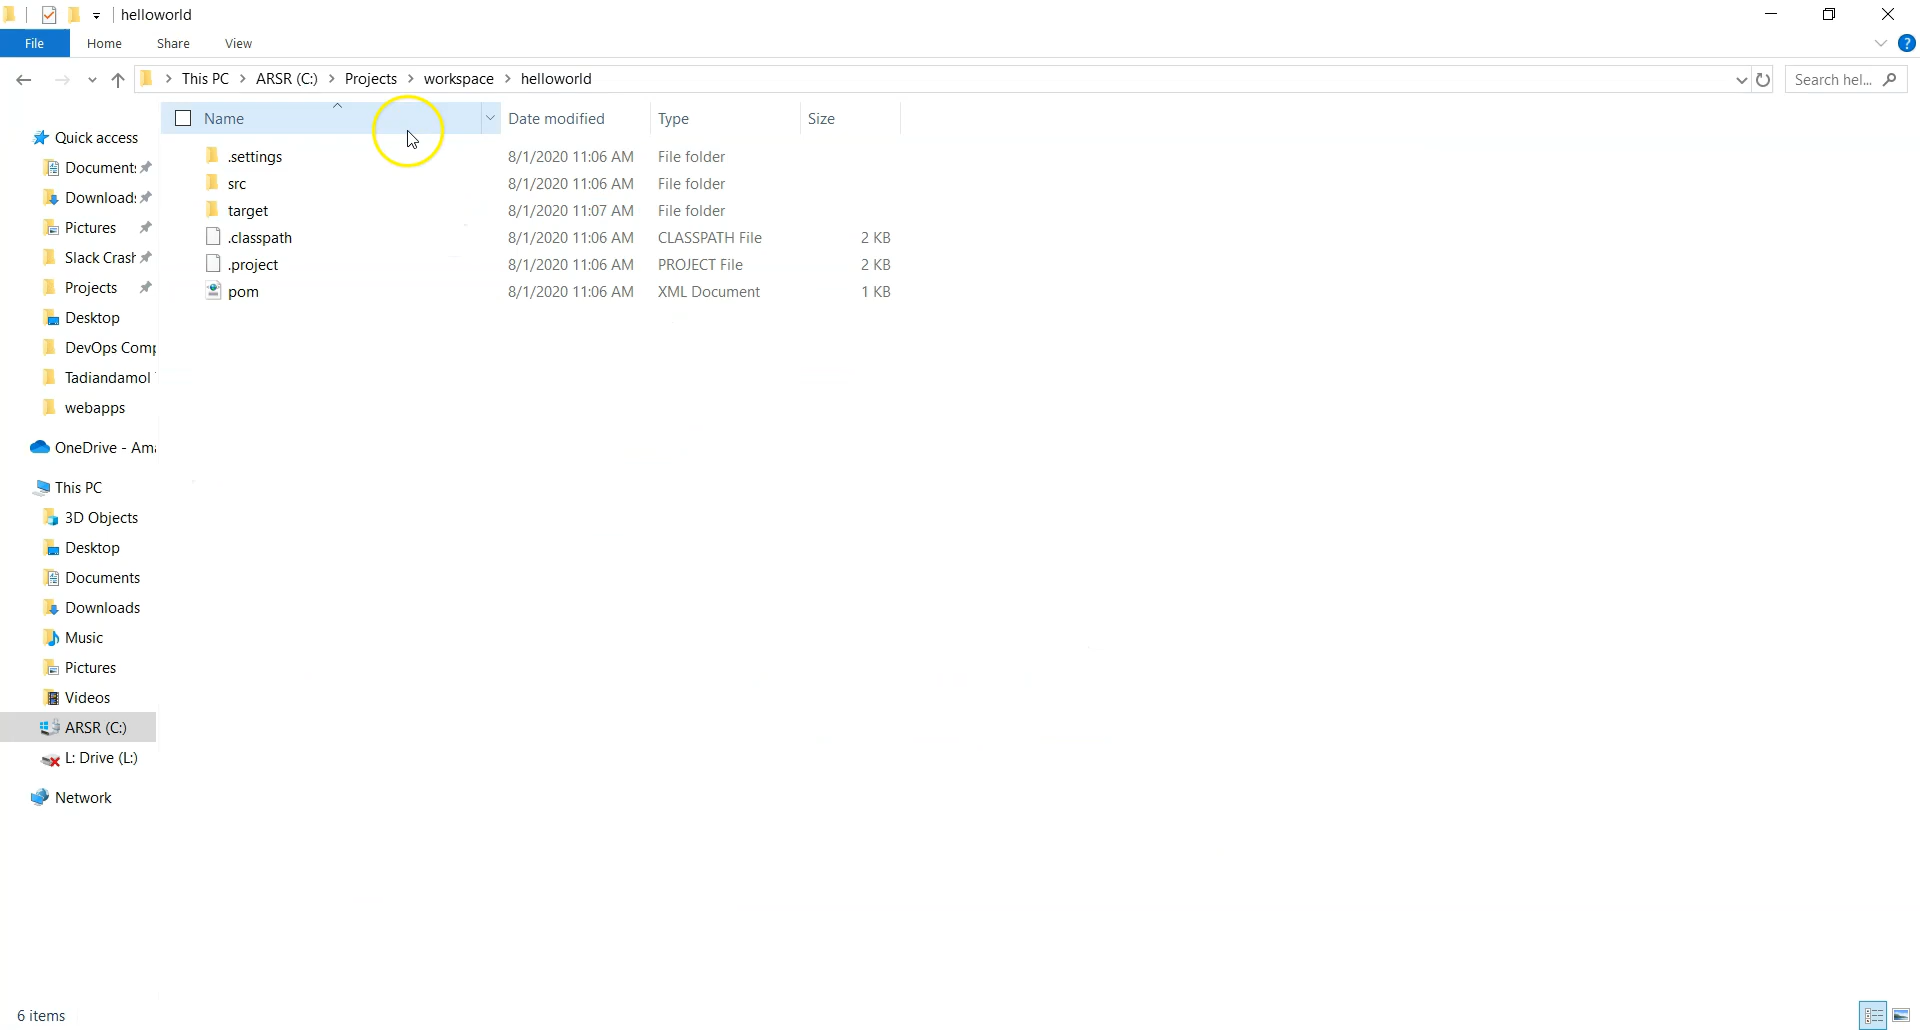 helloworld
File Home Share View
This PC ARSR (C:) Projects workspace helloworld Search hel...
Name Date modified Type Size
.settings 8/1/2020 11:06 AM File folder
src 8/1/2020 11:06 AM File folder
target 8/1/2020 11:07 AM File folder
.classpath 8/1/2020 11:06 AM CLASSPATH File 2 KB
.project 8/1/2020 11:06 AM PROJECT File 2 KB
pom 8/1/2020 11:06 AM XML Document 1 KB
Quick access
Documents
Downloads
Pictures
Slack Crash
Projects
Desktop
DevOps Comp
Tadiandamol
webapps
OneDrive - Ama
This PC
3D Objects
Desktop
Documents
Downloads
Music
Pictures
Videos
ARSR (C:)
L: Drive (L:)
Network
6 items